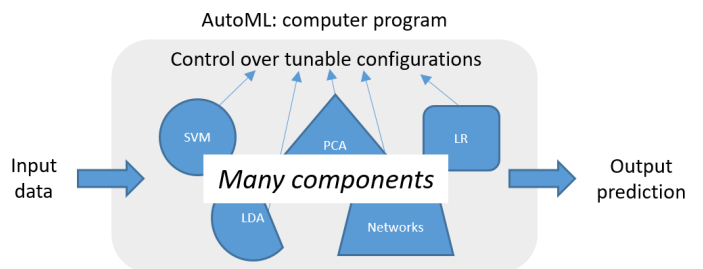 AutoML: computer program
Control over tunable configurations
SVM
PCA
LR
Input
data
Many components
Output
prediction
LDA
Networks